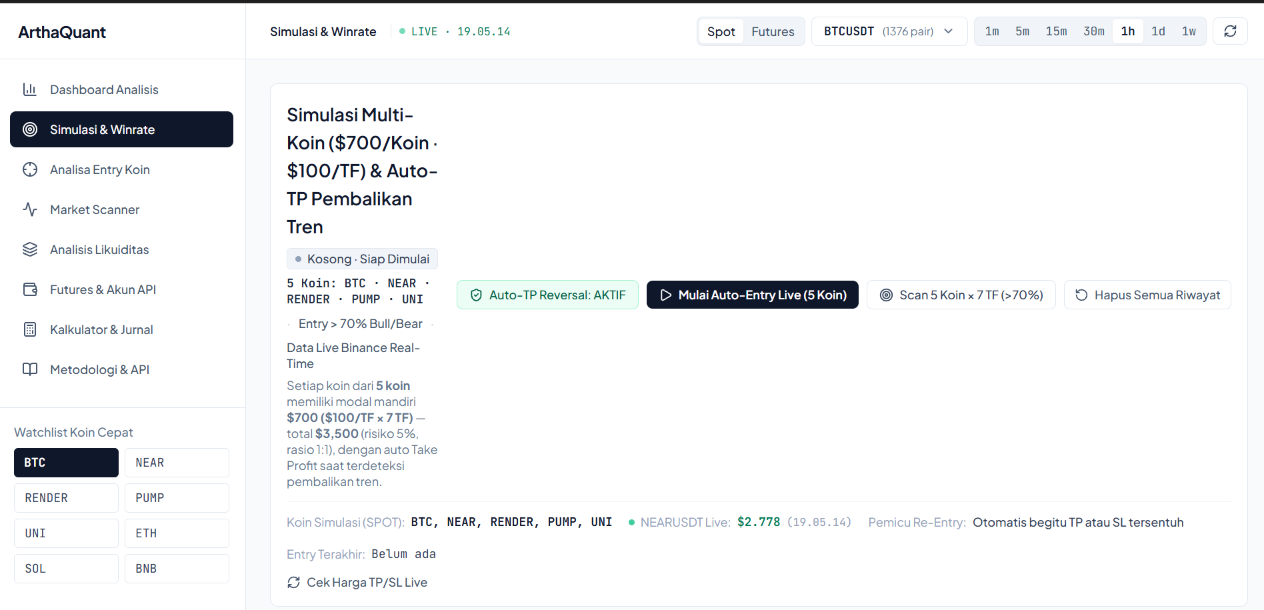 ArthaQuant
Simulasi & Winrate
LIVE · 19.05.14
Spot
Futures
BTCUSDT (1376 pair)
1m 5m 15m 30m 1h 1d 1w
Dashboard Analisis
Simulasi & Winrate
Analisa Entry Koin
Market Scanner
Analisis Likuiditas
Futures & Akun API
Kalkulator & Jurnal
Metodologi & API
Watchlist Koin Cepat
BTC
NEAR
RENDER
PUMP
UNI
ETH
SOL
BNB
Simulasi Multi-
Koin ($700/Koin ·
$100/TF) & Auto-
TP Pembalikan
Tren
Kosong · Siap Dimulai
5 Koin: BTC · NEAR ·
RENDER · PUMP · UNI
· Entry > 70% Bull/Bear ·
Data Live Binance Real-
Time
Setiap koin dari 5 koin
memiliki modal mandiri
$700 ($100/TF × 7 TF) —
total $3,500 (risiko 5%,
rasio 1:1), dengan auto Take
Profit saat terdeteksi
pembalikan tren.
Auto-TP Reversal: AKTIF
Mulai Auto-Entry Live (5 Koin)
Scan 5 Koin × 7 TF (>70%)
Hapus Semua Riwayat
Koin Simulasi (SPOT): BTC, NEAR, RENDER, PUMP, UNI
NEARUSDT Live: $2.778 (19.05.14)
Pemicu Re-Entry: Otomatis begitu TP atau SL tersentuh
Entry Terakhir: Belum ada
Cek Harga TP/SL Live